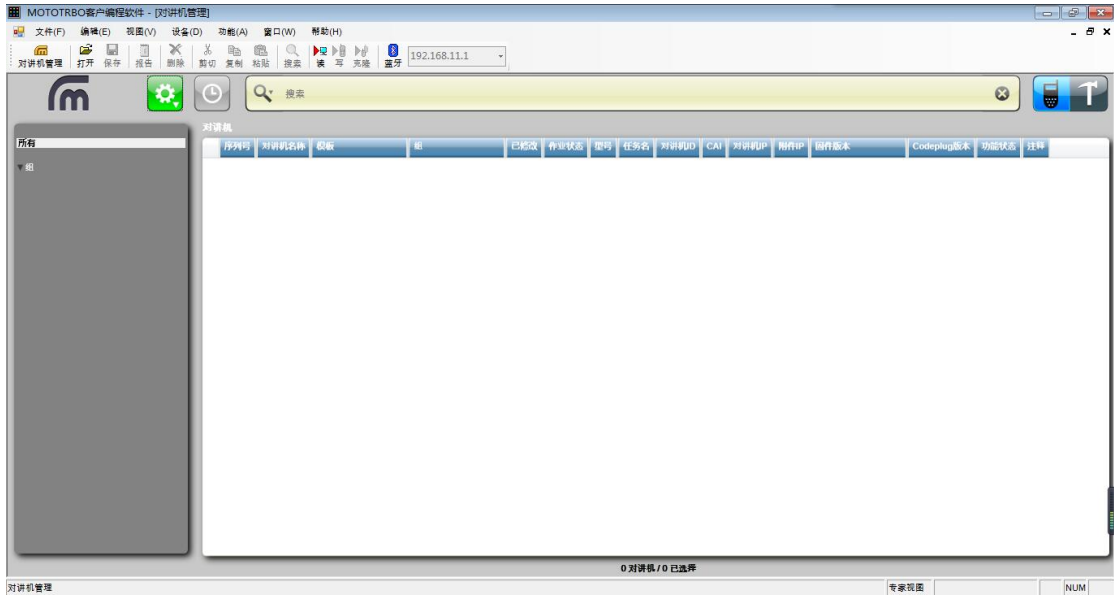 MOTOTRBO客户编程软件 - [对讲机管理]
文件(F) 编辑(E) 视图(V) 设备(D) 功能(A) 窗口(W) 帮助(H)
对讲机管理 打开 保存 报告 删除 剪切 复制 粘贴 搜索 读 写 克隆 蓝牙 192.168.11.1
搜索
对讲机
所有
序列号 对讲机名称 模板 组 已修改 作业状态 型号 任务名 对讲机ID CAI 对讲机IP 附件IP 固件版本 Codeplug版本 功能状态 注释
组
0 对讲机 / 0 已选择
对讲机管理 专家视图 NUM